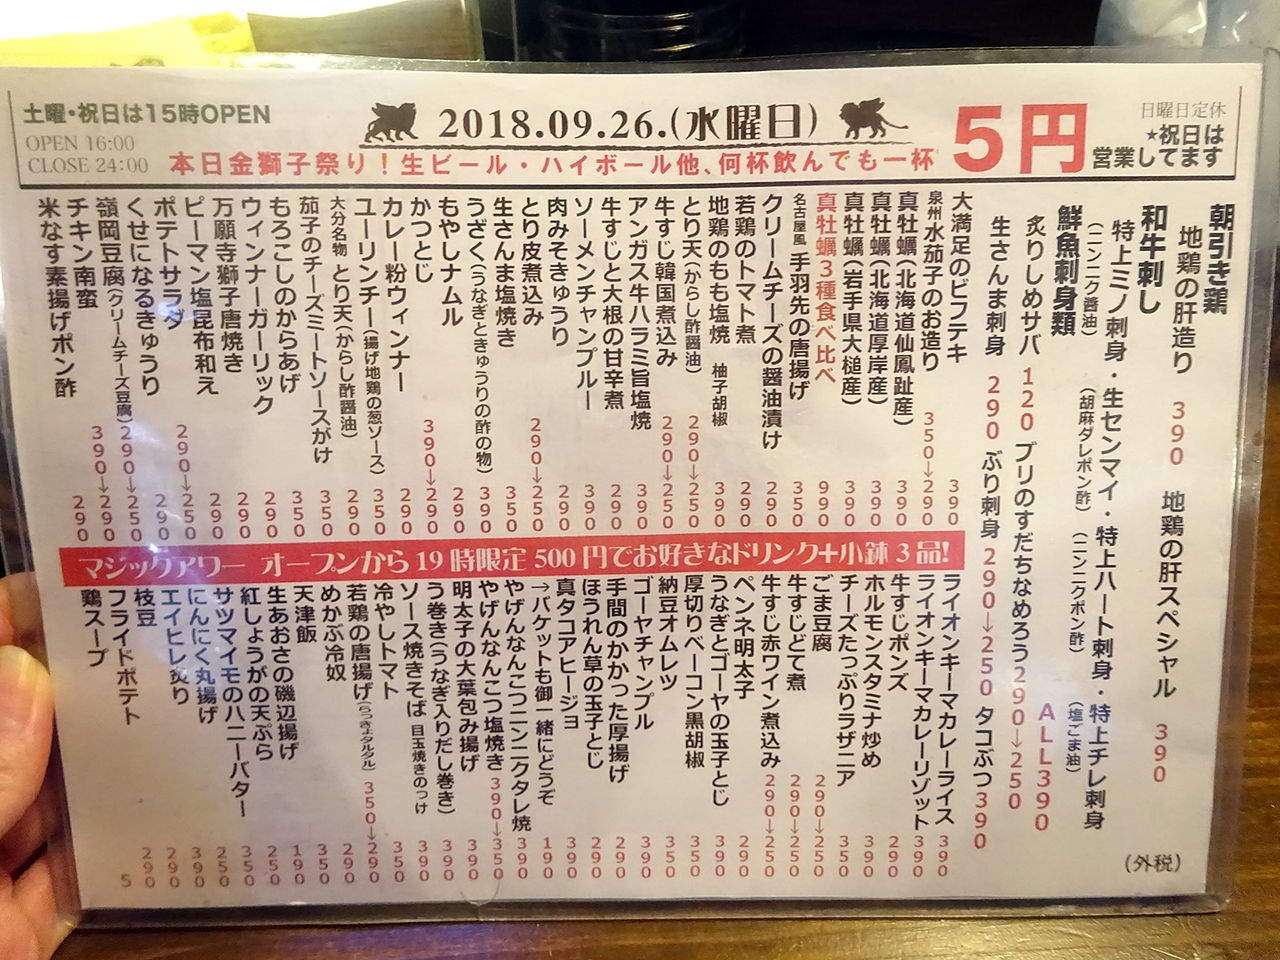 土曜・祝日は15時OPEN
OPEN 16:00
CLOSE 24:00
2018.09.26.(水曜日)
本日金獅子祭り！生ビール・ハイボール他、何杯飲んでも一杯
5円
日曜日定休
★祝日は
営業してます
朝引き鶏
地鶏の肝造り 390 地鶏の肝スペシャル 390
和牛刺し
特上ミノ刺身・生センマイ・特上ハート刺身・特上チレ刺身
(ニンニク醤油) (胡麻ダレポン酢) (ニンニクポン酢) (塩ごま油)
鮮魚刺身類
ALL390
炙りしめサバ 120 ブリのすだちなめろう290→250
生さんま刺身 290 ぶり刺身 290→250 タコぶつ390
(外税)
大満足のビフテキ 390
泉州水茄子のお造り 350→290
真牡蠣(北海道仙鳳趾産) 390
真牡蠣(北海道厚岸産) 390
真牡蠣(岩手県大槌産) 390
真牡蠣3種食べ比べ 990
名古屋風 手羽先の唐揚げ 350
クリームチーズの醤油漬け 290
若鶏のトマト煮 290
地鶏のもも塩焼 柚子胡椒 390
とり天(からし酢醤油) 290→250
牛すじ韓国煮込み 290→250
アンガス牛ハラミ旨塩焼 390
牛すじと大根の甘辛煮 290
ソーメンチャンプルー 390
肉みそきゅうり 290
とり皮煮込み 290→250
生さんま塩焼き 350
うざく(うなぎときゅうりの酢の物) 390
もやしナムル 290
かつとじ 390→290
カレー粉ウィンナー 290
ユーリンチー(揚げ地鶏の葱ソース) 350
大分名物 とり天(からし酢醤油) 250
茄子のチーズミートソースがけ 350
もろこしのからあげ 290
ウィンナーガーリック 290
万願寺獅子唐焼き 290
ピーマン塩昆布和え 290→250
ポテトサラダ
くせになるきゅうり
嶺岡豆腐(クリームチーズ豆腐) 290→250
チキン南蛮 390→290
米なす素揚げポン酢 290
マジックアワー オープンから19時限定500円でお好きなドリンク+小鉢3品!
ライオンキーマカレーライス 390
ライオンキーマカレーリゾット 390
牛すじポンズ 290
ホルモンスタミナ炒め 390
チーズたっぷりラザニア 350
ごま豆腐 290→250
牛すじどて煮 290→250
牛すじ赤ワイン煮込み 290→250
ペンネ明太子 290
うなぎとゴーヤの玉子とじ 390
厚切りベーコン黒胡椒 350
納豆オムレツ 350
ゴーヤチャンプル 390
手間のかかった厚揚げ 290
ほうれん草の玉子とじ 290
真タコアヒージョ 390
→バケットも御一緒にどうぞ 190
やげんなんこつニンニクタレ焼 390
やげんなんこつ塩焼き 390→350
明太子の大葉包み揚げ 390
う巻き(うなぎ入りだし巻き) 390
ソース焼きそば 目玉焼きのっけ 390
冷やしトマト 350
若鶏の唐揚げ(らっきょタルタル) 350→290
めかぶ冷奴 290
天津飯 350
生あおさの磯辺揚げ 190
紅しょうがの天ぷら 250
サツマイモのハニーバター 350
にんにく丸揚げ 250
エイヒレ炙り 390
枝豆 290
フライドポテト 290
鶏スープ 5